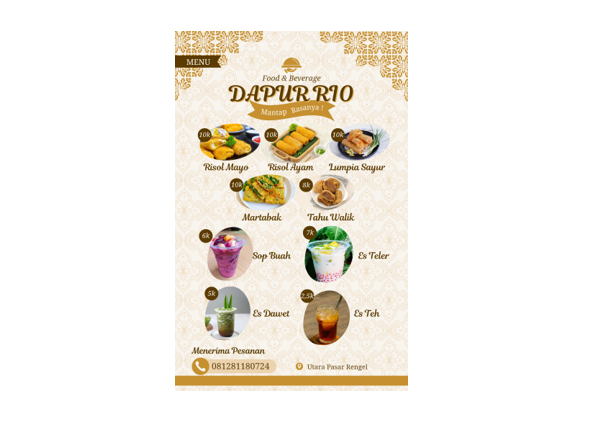 MENU
Food & Beverage
DAPUR RIO
Mantap Rasanya !
10k
10k
10k
Risol Mayo
Risol Ayam
Lumpia Sayur
10k
8k
Martabak
Tahu Walik
6k
Sop Buah
7k
Es Teler
5k
Es Dawet
2,5k
Es Teh
Menerima Pesanan
081281180724
Utara Pasar Rengel